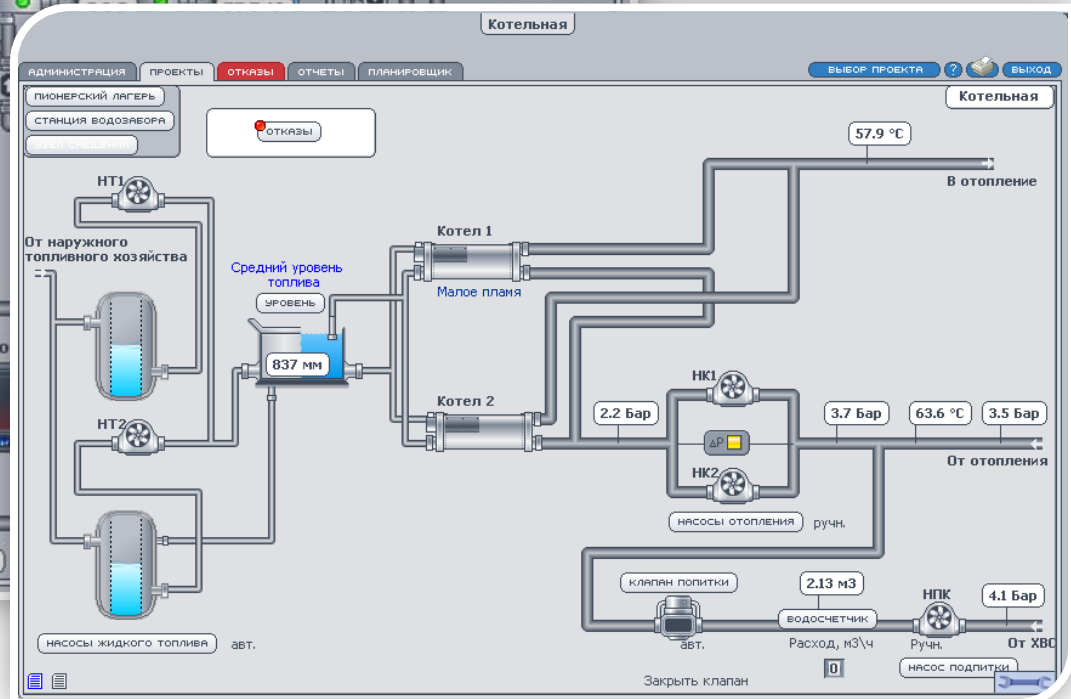 Котельная
АДМИНИСТРАЦИЯ
ПРОЕКТЫ
ОТКАЗЫ
ОТЧЕТЫ
ПЛАНИРОВЩИК
ВЫБОР ПРОЕКТА
?
ВЫХОД
ПИОНЕРСКИЙ ЛАГЕРЬ
СТАНЦИЯ ВОДОЗАБОРА
УЗЕЛ СМЕШЕНИЯ
ОТКАЗЫ
Котельная
57.9 °C
В отопление
НТ1
От наружного
топливного хозяйства
Котел 1
Малое пламя
Средний уровень
топлива
УРОВЕНЬ
837 мм
Котел 2
НТ2
НК1
2.2 Бар
3.7 Бар
63.6 °C
3.5 Бар
ΔP
От отопления
НК2
НАСОСЫ ОТОПЛЕНИЯ
ручн.
КЛАПАН ПОПИТКИ
2.13 м3
НПК
4.1 Бар
ВОДОСЧЕТЧИК
авт.
Расход, м3\ч
Ручн.
От ХВС
0
НАСОС ПОДПИТКИ
Закрыть клапан
НАСОСЫ ЖИДКОГО ТОПЛИВА
авт.